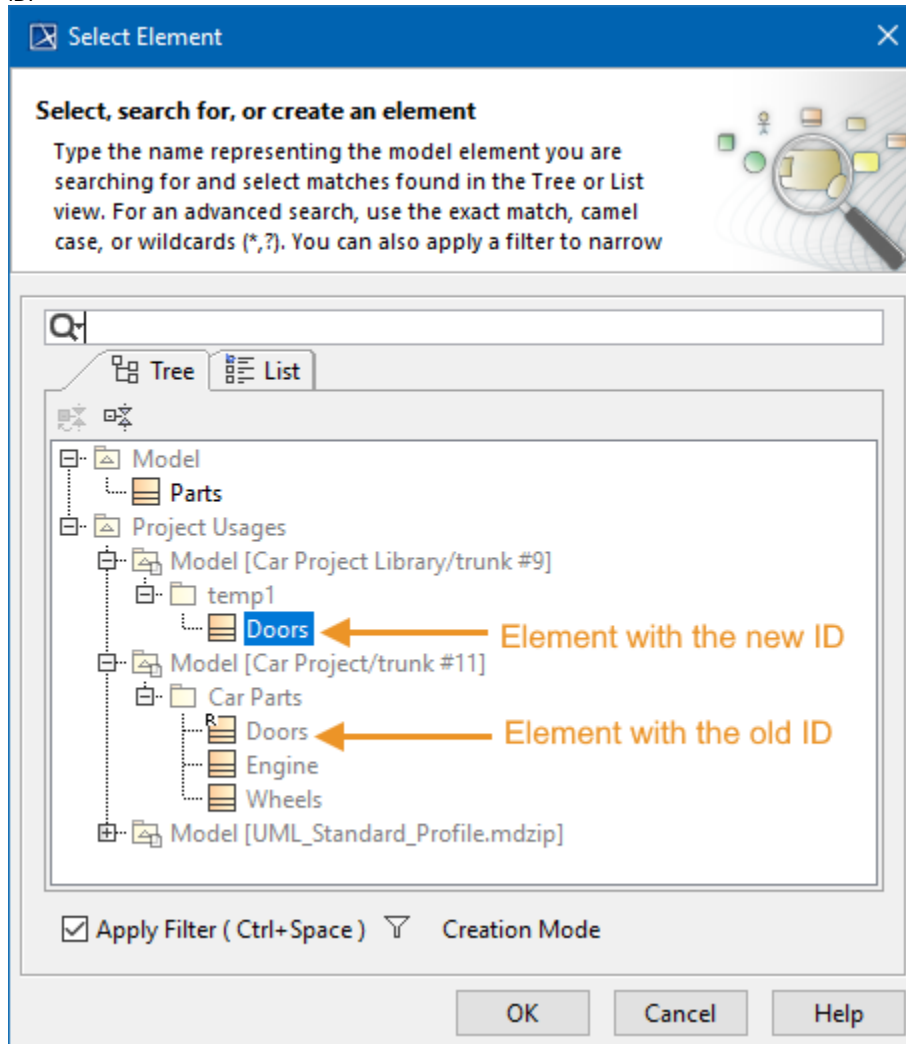 ID.
Select Element
Select, search for, or create an element
Type the name representing the model element you are
searching for and select matches found in the Tree or List
view. For an advanced search, use the exact match, camel
case, or wildcards (*,?). You can also apply a filter to narrow
Tree
List
Model
Parts
Project Usages
Model [Car Project Library/trunk #9]
temp1
Doors
Element with the new ID
Model [Car Project/trunk #11]
Car Parts
R Doors
Element with the old ID
Engine
Wheels
Model [UML_Standard_Profile.mdzip]
Apply Filter ( Ctrl+Space )
Creation Mode
OK
Cancel
Help